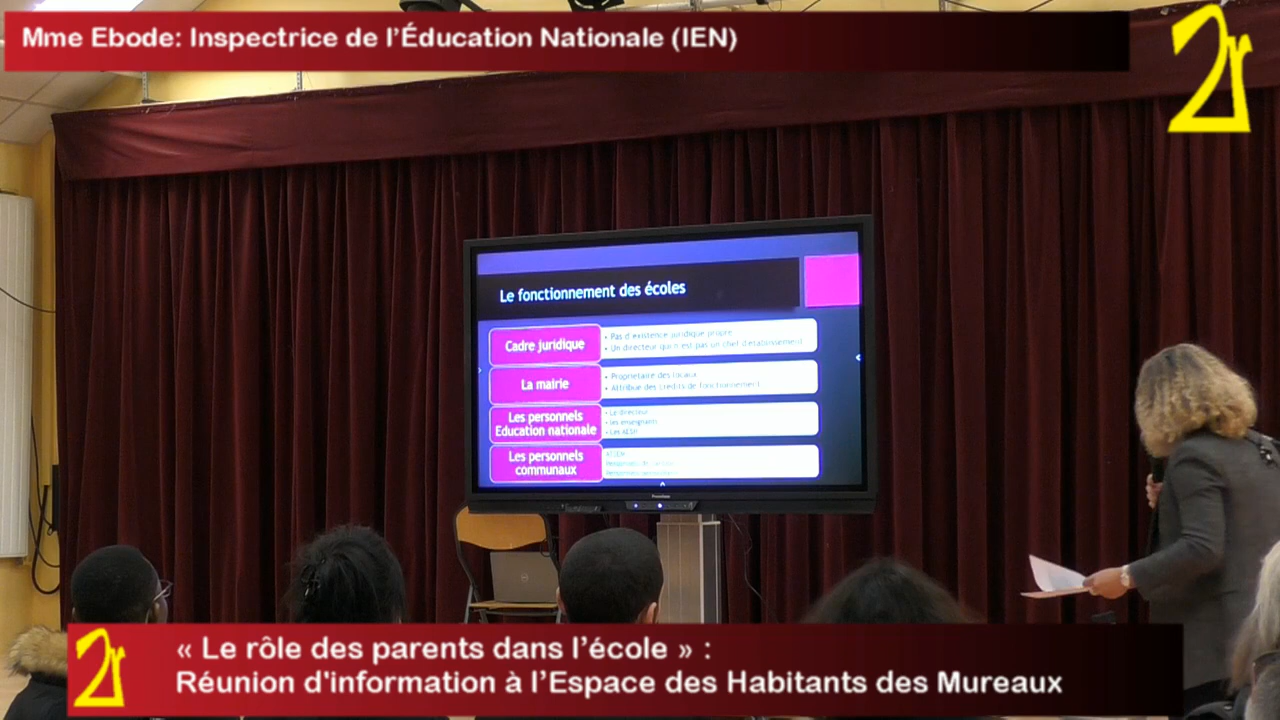 Mme Ebode: Inspectrice de l'Éducation Nationale (IEN)
2r
Le fonctionnement des écoles
Cadre juridique
• Pas d'existence juridique propre
• Un directeur qui n'est pas un chef d'établissement
La mairie
• Propriétaire des locaux
• Attribue des crédits de fonctionnement
Les personnels
Education nationale
• Le directeur
• Les enseignants
• Les AESH
Les personnels
communaux
ATSEM
2r
« Le rôle des parents dans l'école » :
Réunion d'information à l'Espace des Habitants des Mureaux